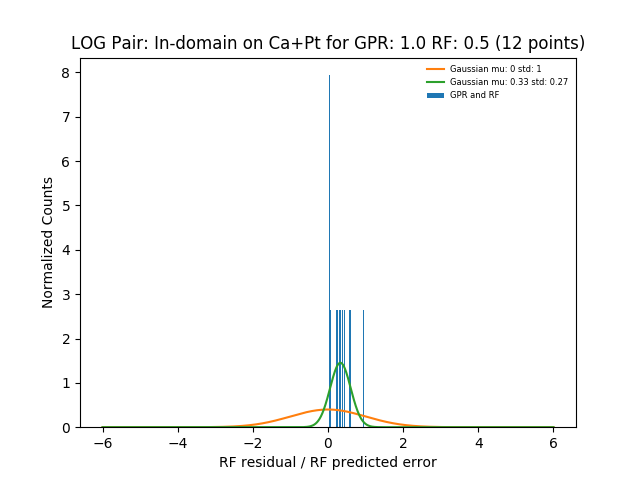 LOG Pair: In-domain on Ca+Pt for GPR: 1.0 RF: 0.5 (12 points)
Gaussian mu: 0 std: 1
Gaussian mu: 0.33 std: 0.27
GPR and RF
Normalized Counts
8
7
6
5
4
3
2
1
0
−6 −4 −2 0 2 4 6
RF residual / RF predicted error